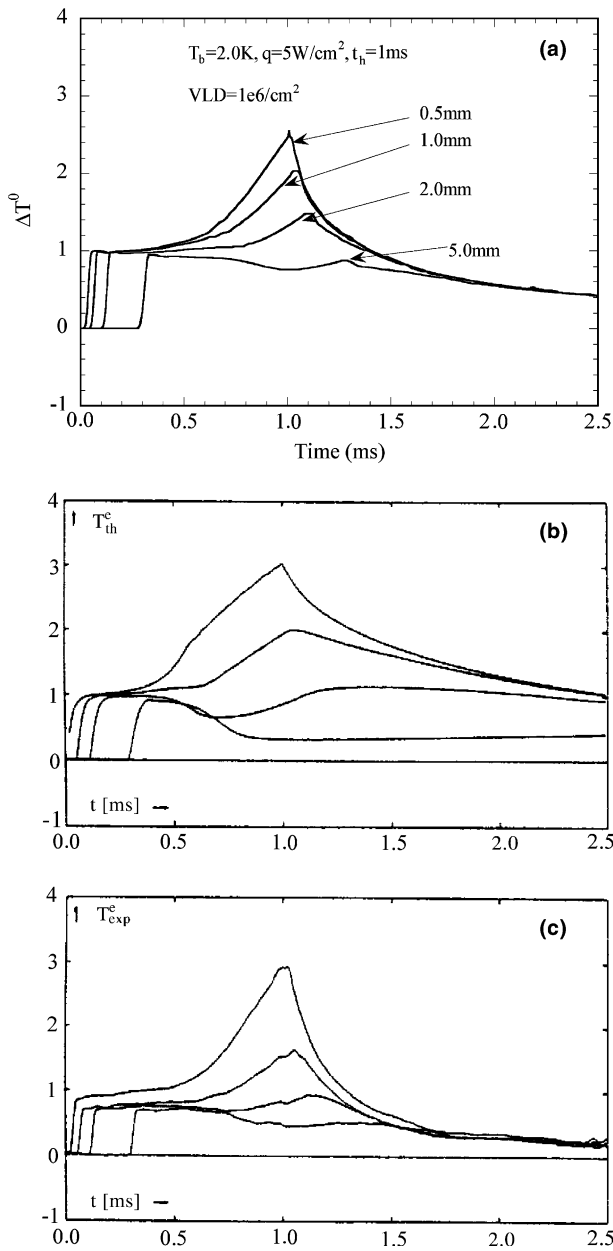 4
(a)
T_b=2.0K, q=5W/cm², t_h=1ms
3
VLD=1e6/cm²
0.5mm
1.0mm
2
2.0mm
ΔT⁰
5.0mm
1
0
-1
0.0 0.5 1.0 1.5 2.0 2.5
Time (ms)
4
T^e_th
(b)
3
2
1
0
t [ms]
-1
0.0 0.5 1.0 1.5 2.0 2.5
4
T^e_exp
(c)
3
2
1
0
t [ms]
-1
0.0 0.5 1.0 1.5 2.0 2.5